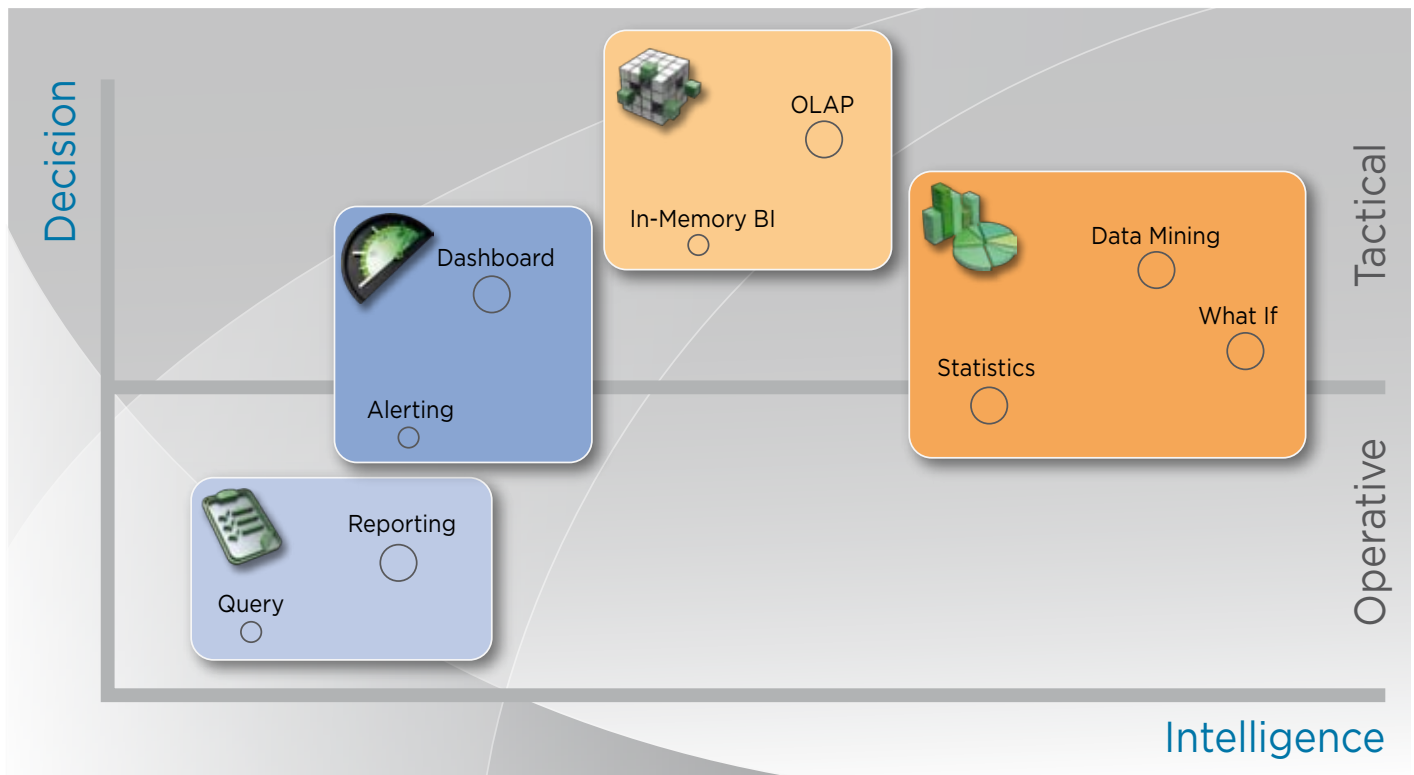 Decision
OLAP
In-Memory BI
Tactical
Data Mining
What If
Statistics
Dashboard
Alerting
Operative
Reporting
Query
Intelligence